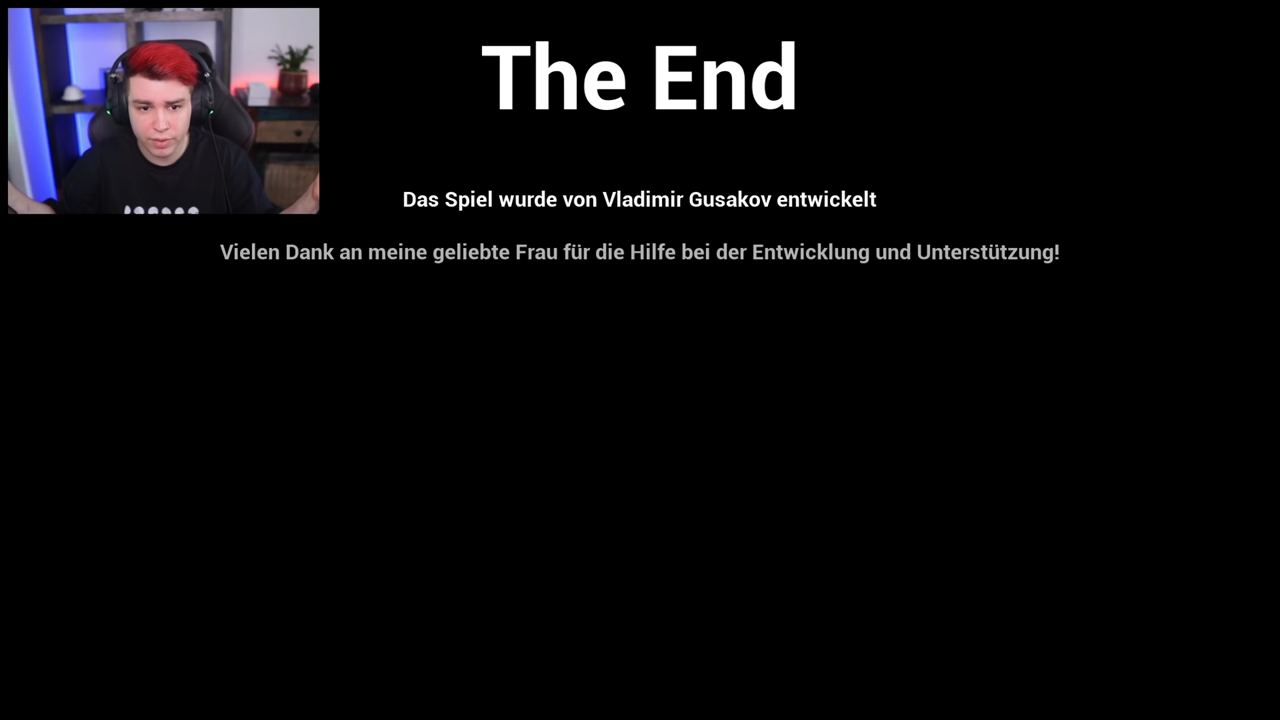 The End
Das Spiel wurde von Vladimir Gusakov entwickelt
Vielen Dank an meine geliebte Frau für die Hilfe bei der Entwicklung und Unterstützung!